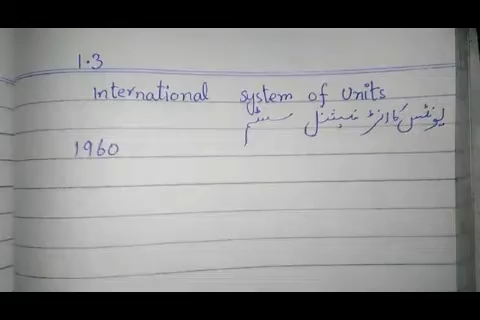 1.3
International system of Units
یونٹس کا انٹرنیشنل سسٹم
1960